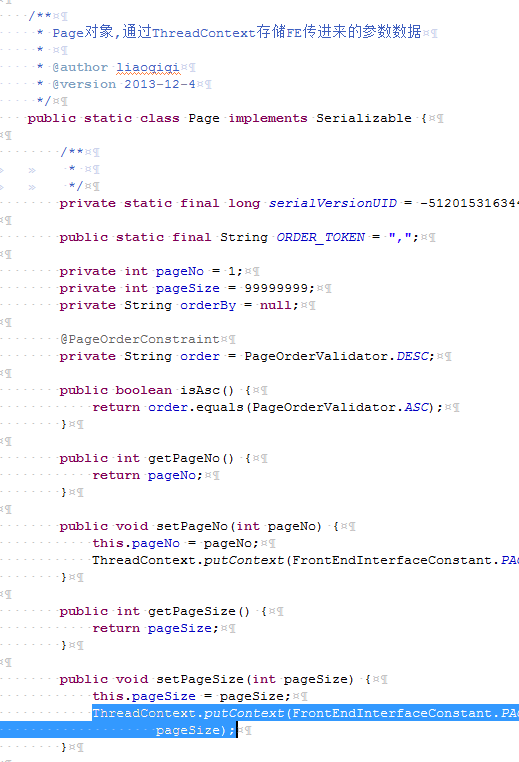 /**
 * Page对象,通过ThreadContext存储FE传进来的参数数据
 *
 * @author liaoqiqi
 * @version 2013-12-4
 */
public static class Page implements Serializable {
/**
 *
 */
private static final long serialVersionUID = -512015316344
public static final String ORDER_TOKEN = ",";
private int pageNo = 1;
private int pageSize = 99999999;
private String orderBy = null;
@PageOrderConstraint
private String order = PageOrderValidator.DESC;
public boolean isAsc() {
return order.equals(PageOrderValidator.ASC);
}
public int getPageNo() {
return pageNo;
}
public void setPageNo(int pageNo) {
this.pageNo = pageNo;
ThreadContext.putContext(FrontEndInterfaceConstant.PAG
}
public int getPageSize() {
return pageSize;
}
public void setPageSize(int pageSize) {
this.pageSize = pageSize;
ThreadContext.putContext(FrontEndInterfaceConstant.PAG
pageSize);
}